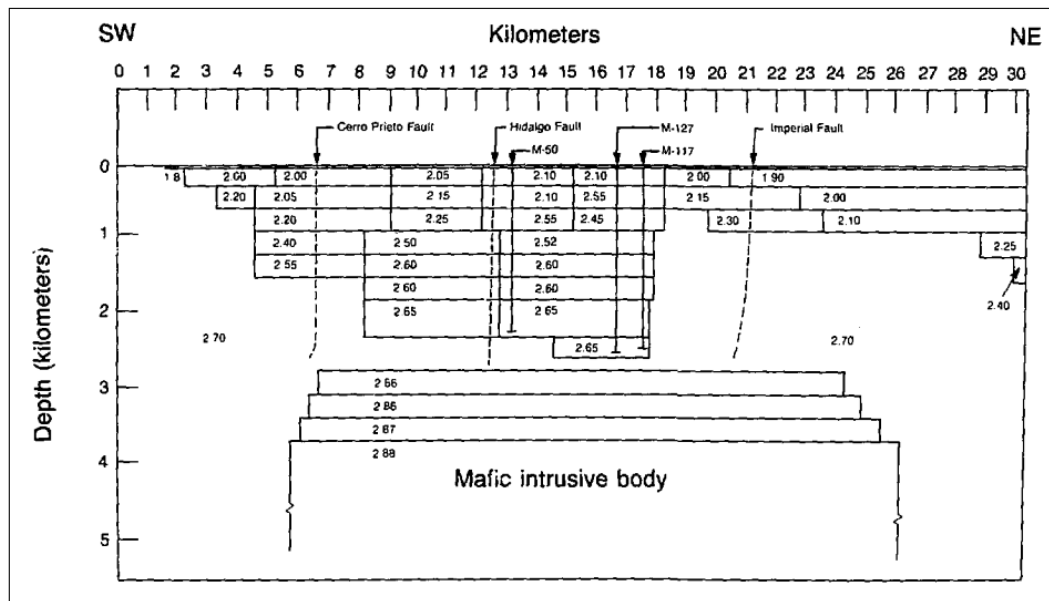 SW Kilometers NE
0 1 2 3 4 5 6 7 8 9 10 11 12 13 14 15 16 17 18 19 20 21 22 23 24 25 26 27 28 29 30
Cerro Prieto Fault Hidalgo Fault M-127 Imperial Fault
M-50 M-117
0
1.8 2.00 2.00 2.05 2.10 2.10 2.00 1.90
2.20 2.05 2.15 2.10 2.55 2.15 2.00
2.20 2.25 2.55 2.45 2.30 2.10
1
2.40 2.50 2.52 2.25
2.55 2.60 2.60
2.60 2.60 2.40
2
2.65 2.65
2.70 2.65 2.70
3
2.86
2.86
2.87
4
2.88
Mafic intrusive body
5
Depth (kilometers)